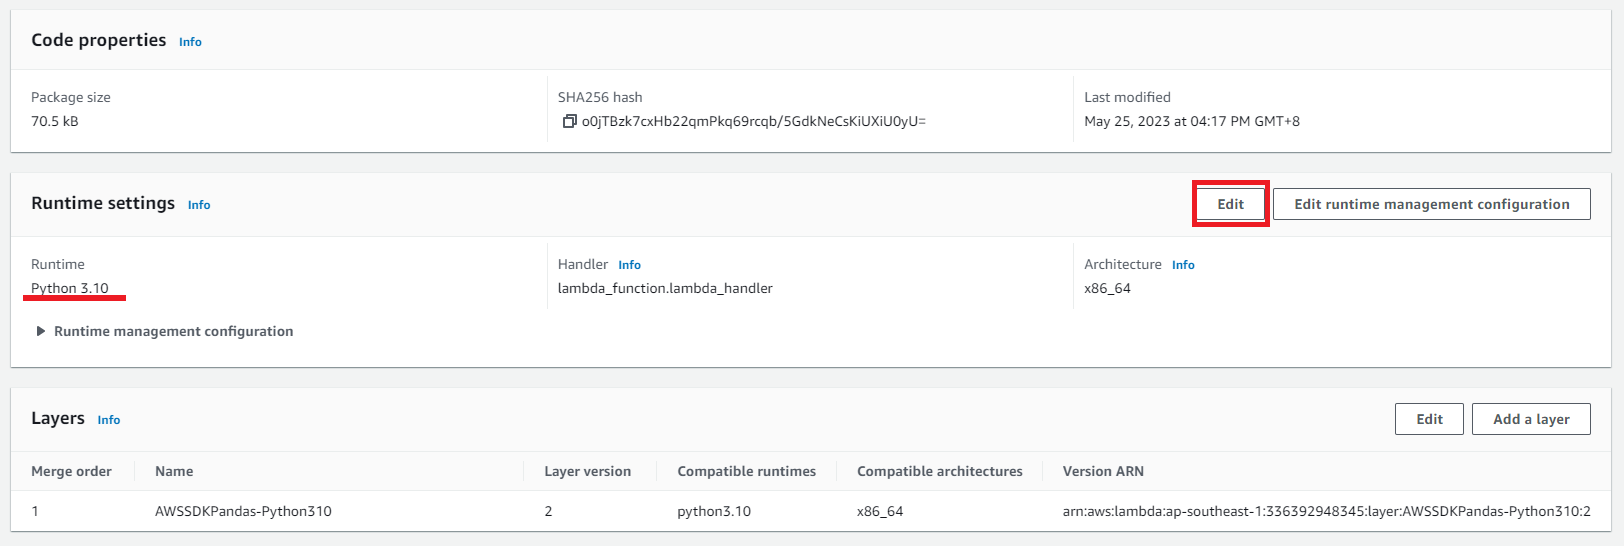 Code properties Info
Package size SHA256 hash Last modified
70.5 kB o0jTBzk7cxHb22qmPkq69rcqb/5GdkNeCsKiUXiU0yU= May 25, 2023 at 04:17 PM GMT+8
Runtime settings Info Edit Edit runtime management configuration
Runtime Handler Info Architecture Info
Python 3.10 lambda_function.lambda_handler x86_64
Runtime management configuration
Layers Info Edit Add a layer
Merge order Name Layer version Compatible runtimes Compatible architectures Version ARN
1 AWSSDKPandas-Python310 2 python3.10 x86_64 arn:aws:lambda:ap-southeast-1:336392948345:layer:AWSSDKPandas-Python310:2